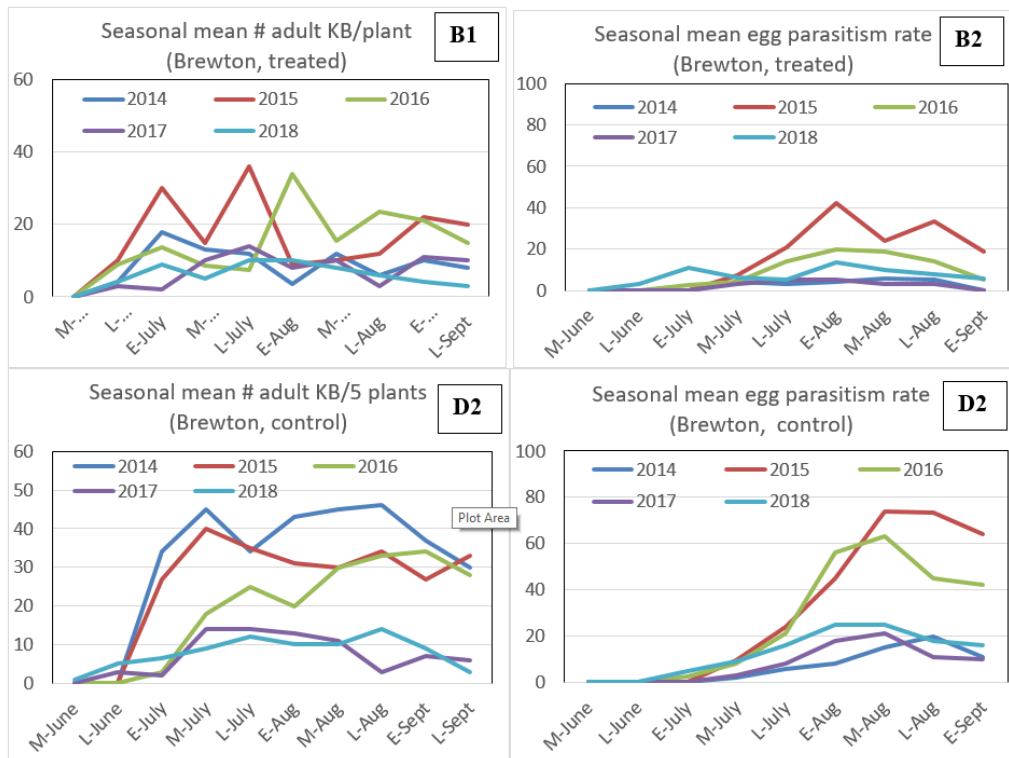 Seasonal mean # adult KB/plant
(Brewton, treated)
B1
60
40
20
0
2014
2015
2016
2017
2018
M-...
L-...
E-July
M-...
L-July
E-Aug
M-...
L-Aug
E-...
L-Sept
Seasonal mean egg parasitism rate
(Brewton, treated)
B2
100
80
60
40
20
0
2014
2015
2016
2017
2018
M-June
L-June
E-July
M-July
L-July
E-Aug
M-Aug
L-Aug
E-Sept
Seasonal mean # adult KB/5 plants
(Brewton, control)
D2
60
50
40
30
20
10
0
2014
2015
2016
2017
2018
Plot Area
M-June
L-June
E-July
M-July
L-July
E-Aug
M-Aug
L-Aug
E-Sept
L-Sept
Seasonal mean egg parasitism rate
(Brewton, control)
D2
100
80
60
40
20
0
2014
2015
2016
2017
2018
M-June
L-June
E-July
M-July
L-July
E-Aug
M-Aug
L-Aug
E-Sept